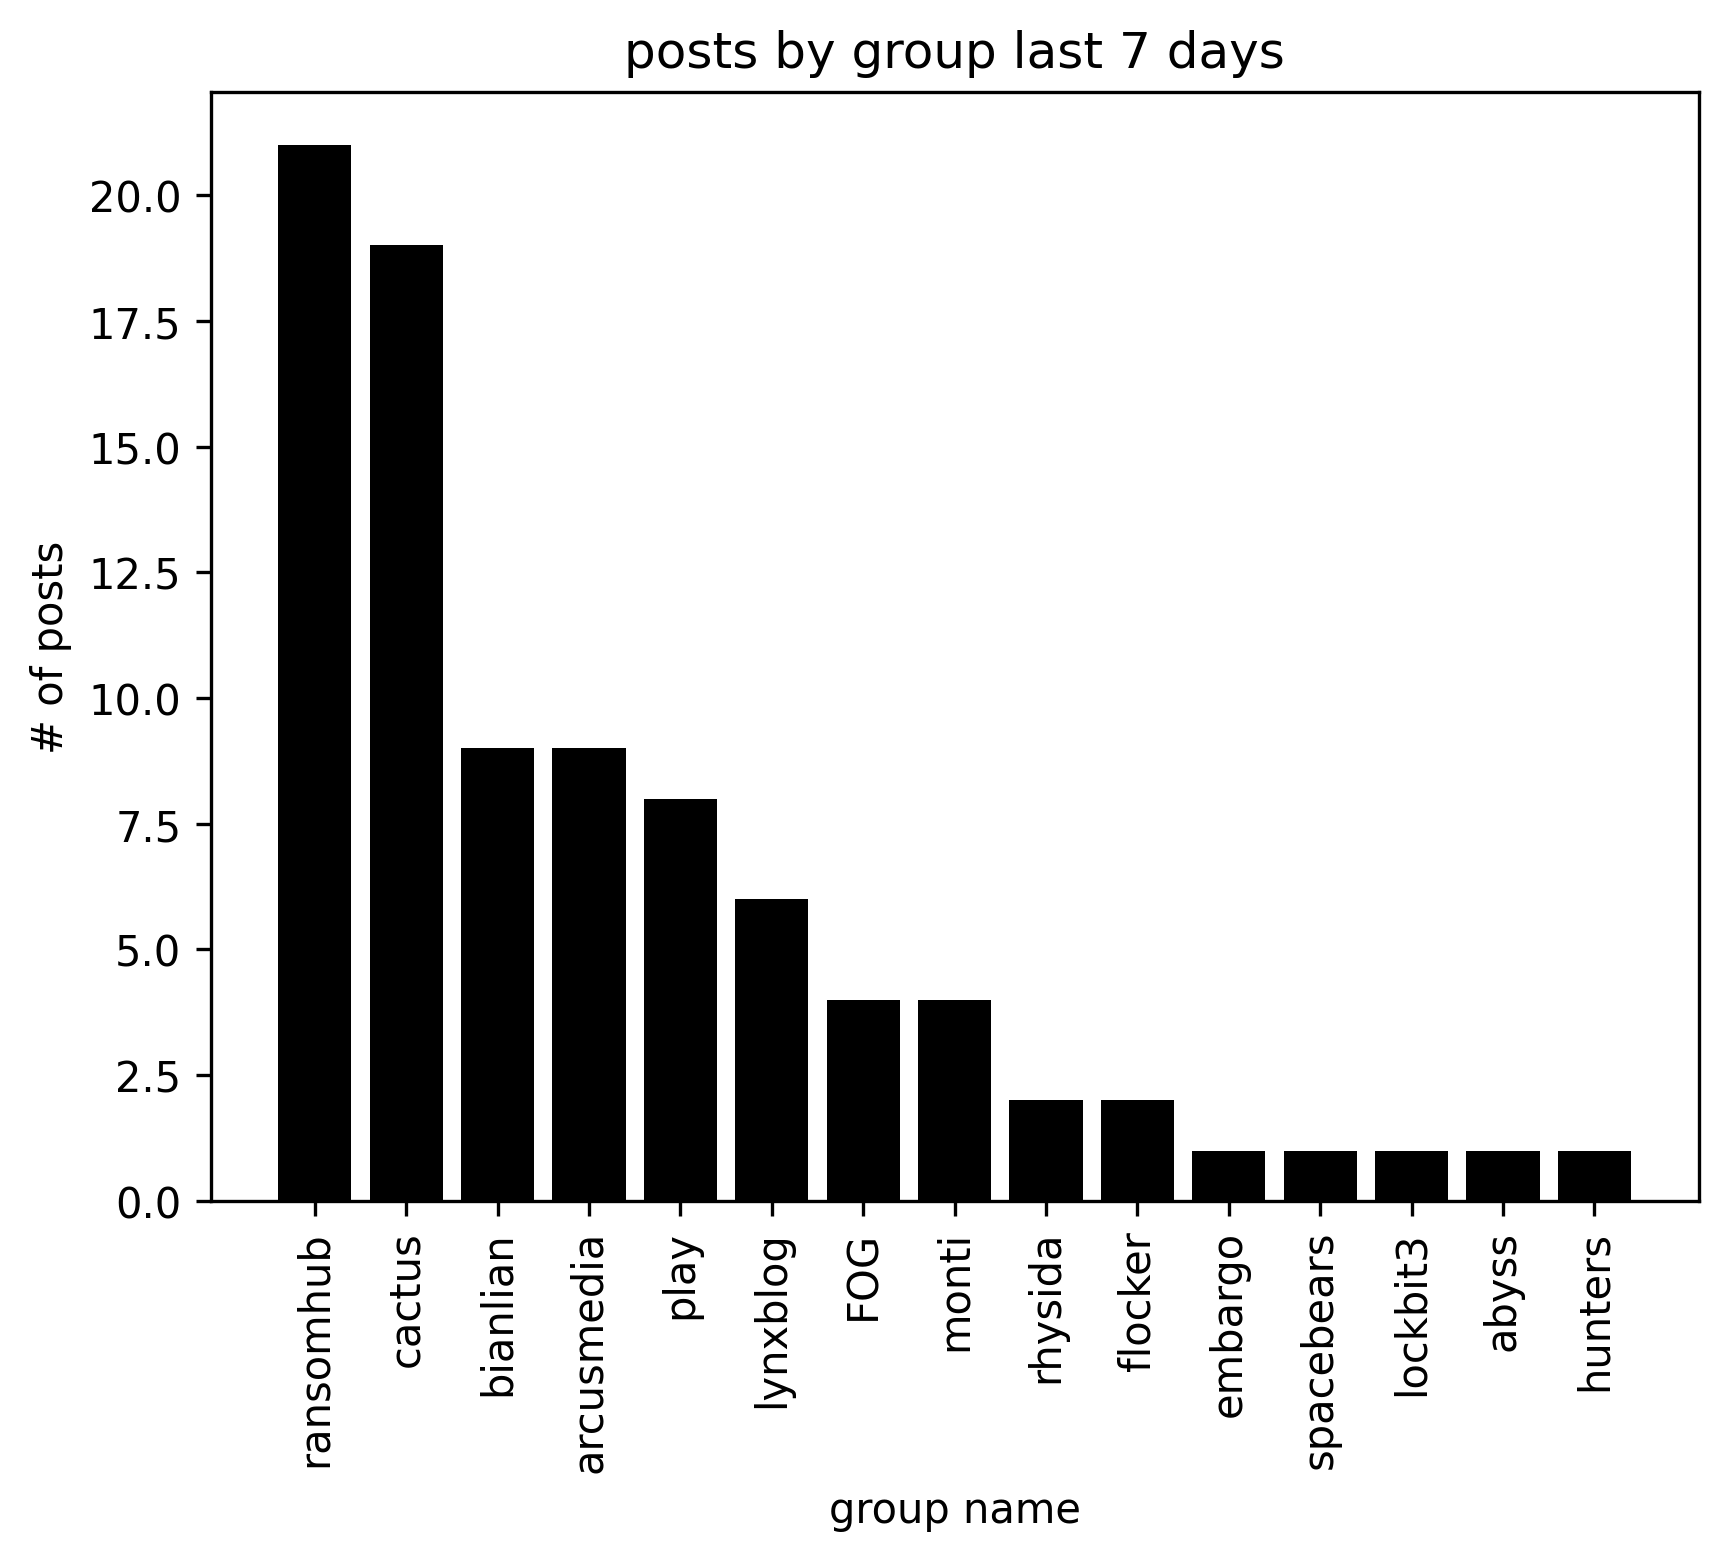 posts by group last 7 days
# of posts
20.0
17.5
15.0
12.5
10.0
7.5
5.0
2.5
0.0
ransomhub
cactus
bianlian
arcusmedia
play
lynxblog
FOG
monti
rhysida
flocker
embargo
spacebears
lockbit3
abyss
hunters
group name